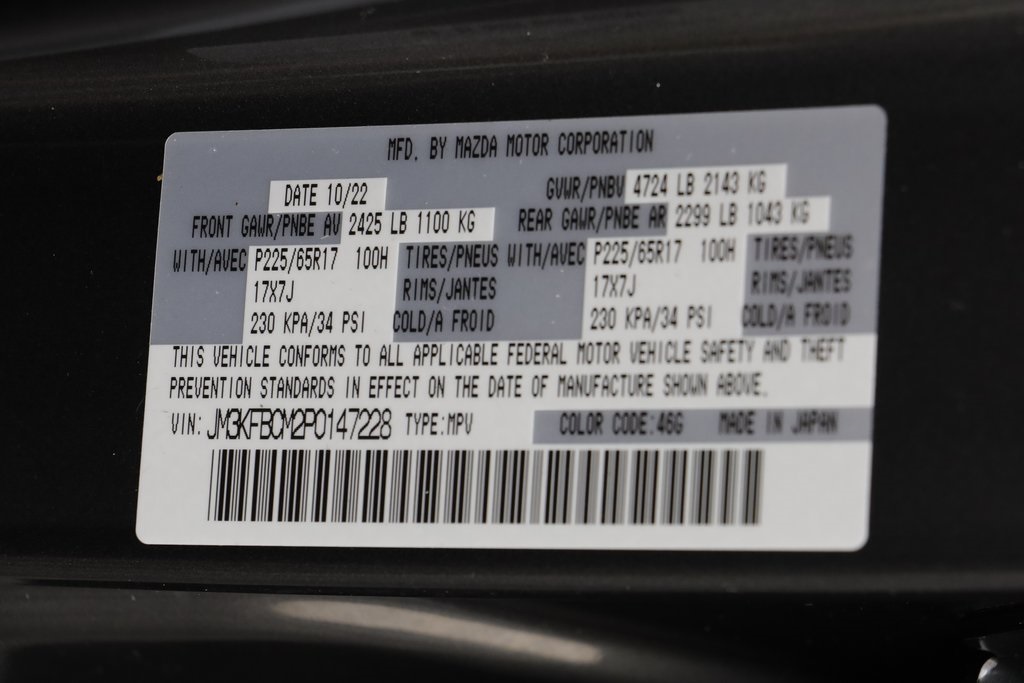 MFD. BY MAZDA MOTOR CORPORATION
DATE 10/22 GVWR/PNBV 4724 LB 2143 KG
FRONT GAWR/PNBE AV 2425 LB 1100 KG REAR GAWR/PNBE AR 2299 LB 1043 KG
WITH/AVEC P225/65R17 100H TIRES/PNEUS WITH/AVEC P225/65R17 100H TIRES/PNEUS
17X7J RIMS/JANTES 17X7J RIMS/JANTES
230 KPA/34 PSI COLD/A FROID 230 KPA/34 PSI COLD/A FROID
THIS VEHICLE CONFORMS TO ALL APPLICABLE FEDERAL MOTOR VEHICLE SAFETY AND THEFT
PREVENTION STANDARDS IN EFFECT ON THE DATE OF MANUFACTURE SHOWN ABOVE.
VIN: JM3KFBCM2P0147228 TYPE:MPV COLOR CODE:46G MADE IN JAPAN